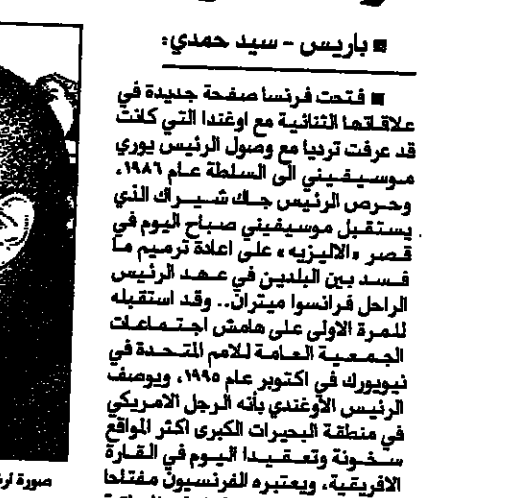 ■ باريس - سيد حمدي:
■ فتحت فرنسا صفحة جديدة في
علاقاتها الثنائية مع اوغندا التي كانت
قد عرفت ترديا مع وصول الرئيس يوري
موسيفيني الى السلطة عام ١٩٨٦،
وحرص الرئيس جاك شيراك الذي
يستقبل موسيفيني صباح اليوم في
قصر «الاليزيه» على اعادة ترميم ما
فسد بين البلدين في عهد الرئيس
الراحل فرانسوا ميتران.. وقد استقبله
للمرة الاولى على هامش اجتماعات
الجمعية العامة للامم المتحدة في
نيويورك في اكتوبر عام ١٩٩٥، ويوصف
الرئيس الأوغندي بأنه الرجل الامريكي
في منطقة البحيرات الكبرى اكثر المواقع
سخونة وتعقيدا اليوم في القارة
الافريقية، ويعتبره الفرنسيون مفتاحا
صورة